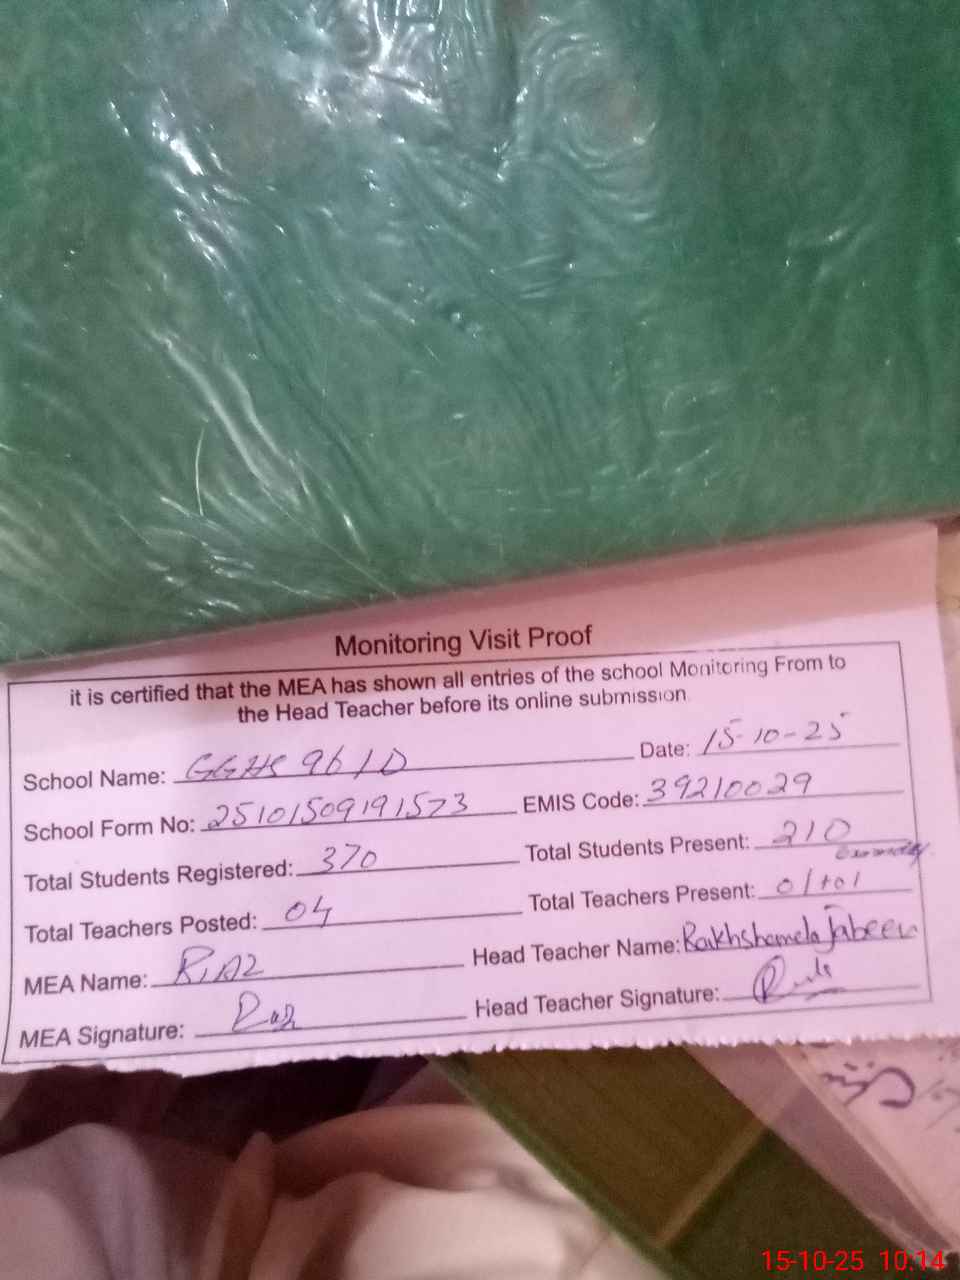 Monitoring Visit Proof
it is certified that the MEA has shown all entries of the school Monitoring From to
the Head Teacher before its online submission
School Name: GGHS 96/D Date: 15-10-25
School Form No: 25101509191573 EMIS Code: 39210029
Total Students Registered: 370 Total Students Present: 210
Total Teachers Posted: 04 Total Teachers Present: 01+01
MEA Name: RIAZ Head Teacher Name: Rakhshamela Jabeen
MEA Signature: Riaz Head Teacher Signature:
15-10-25 10:14